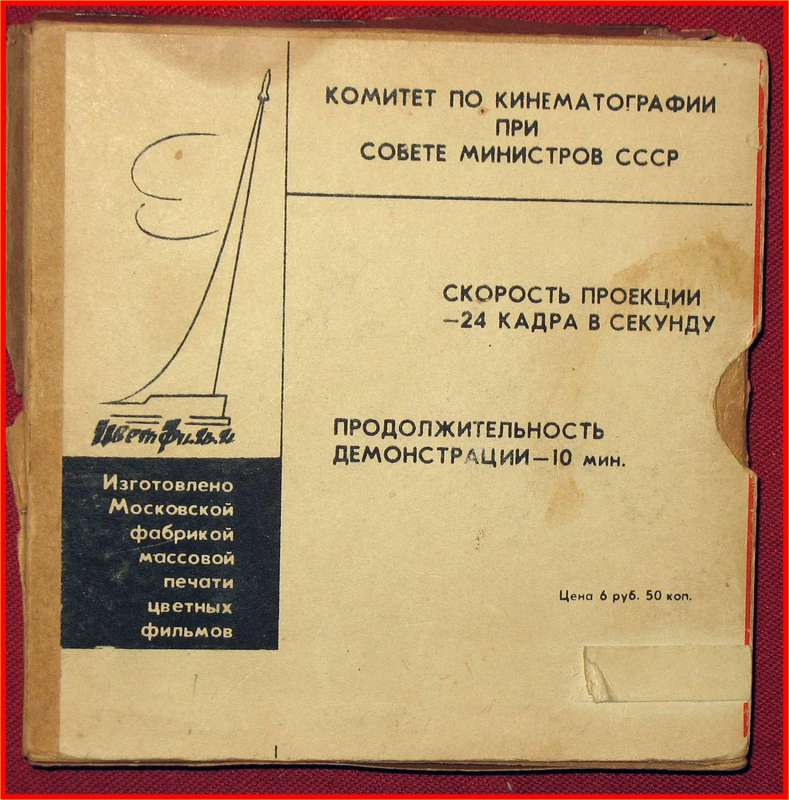 КОМИТЕТ ПО КИНЕМАТОГРАФИИ
ПРИ
СОВЕТЕ МИНИСТРОВ СССР
СКОРОСТЬ ПРОЕКЦИИ
—24 КАДРА В СЕКУНДУ
ПРОДОЛЖИТЕЛЬНОСТЬ
ДЕМОНСТРАЦИИ—10 мин.
Цветфильм
Изготовлено
Московской
фабрикой
массовой
печати
цветных
фильмов
Цена 6 руб. 50 коп.